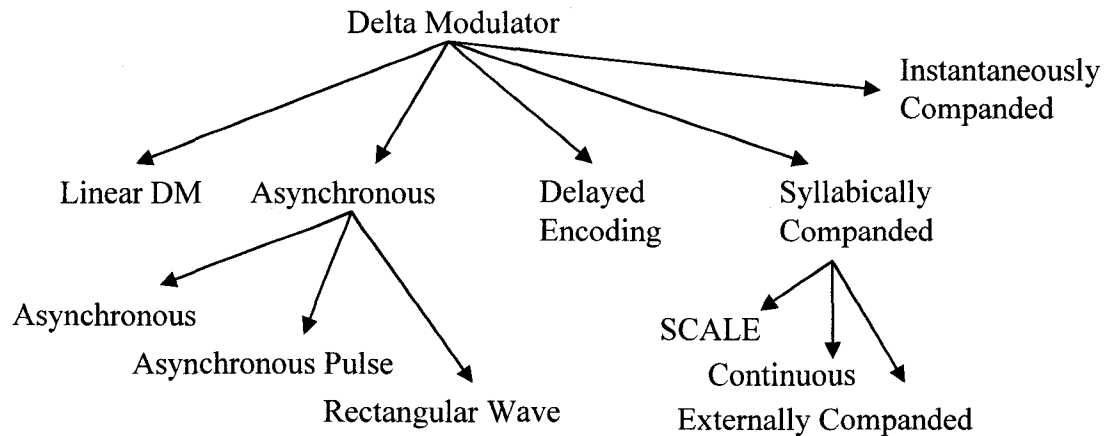 Delta Modulator
Instantaneously
Companded
Linear DM
Asynchronous
Delayed
Encoding
Syllabically
Companded
Asynchronous
Asynchronous Pulse
Rectangular Wave
SCALE
Continuous
Externally Companded